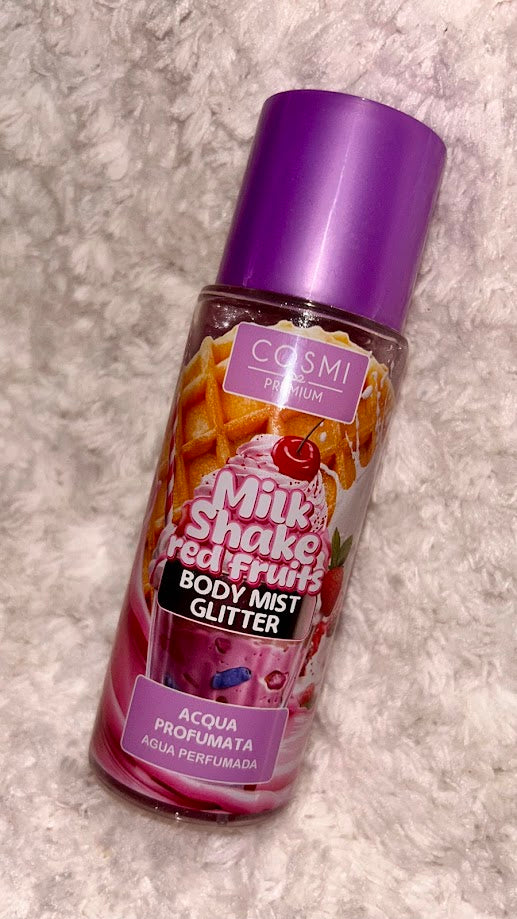 COSMI
PREMIUM
Milk
Shake
red fruits
BODY MIST
GLITTER
ACQUA
PROFUMATA
AGUA PERFUMADA